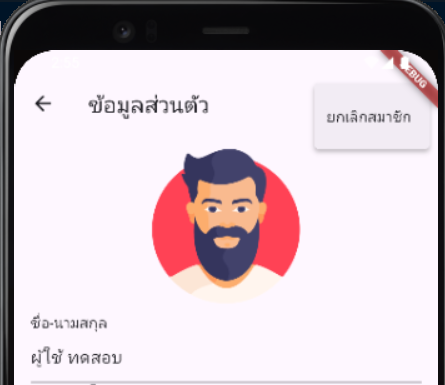 ข้อมูลส่วนตัว
ยกเลิกสมาชิก
ชื่อ-นามสกุล
ผู้ใช้ ทดสอบ